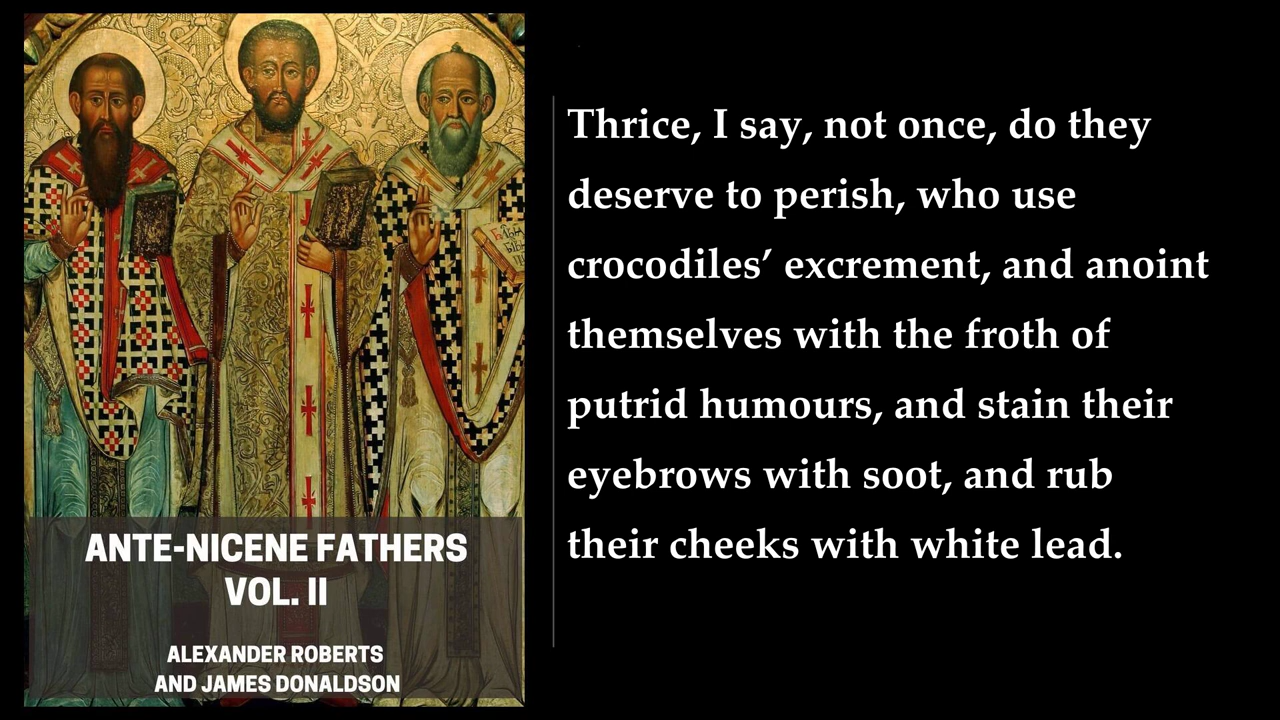 Thrice, I say, not once, do they
deserve to perish, who use
crocodiles’ excrement, and anoint
themselves with the froth of
putrid humours, and stain their
eyebrows with soot, and rub
their cheeks with white lead.
ANTE-NICENE FATHERS
VOL. II
ALEXANDER ROBERTS
AND JAMES DONALDSON